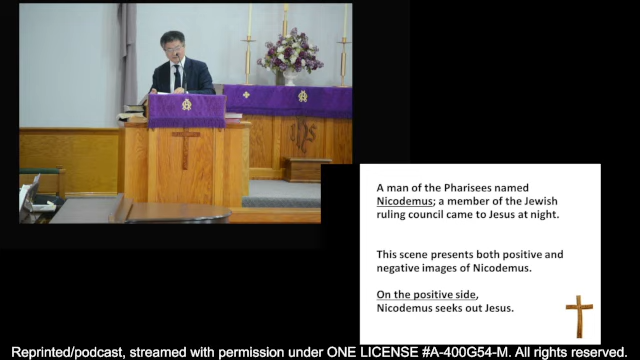 A man of the Pharisees named
Nicodemus; a member of the Jewish
ruling council came to Jesus at night.
This scene presents both positive and
negative images of Nicodemus.
On the positive side,
Nicodemus seeks out Jesus.
Reprinted/podcast, streamed with permission under ONE LICENSE #A-400G54-M. All rights reserved.